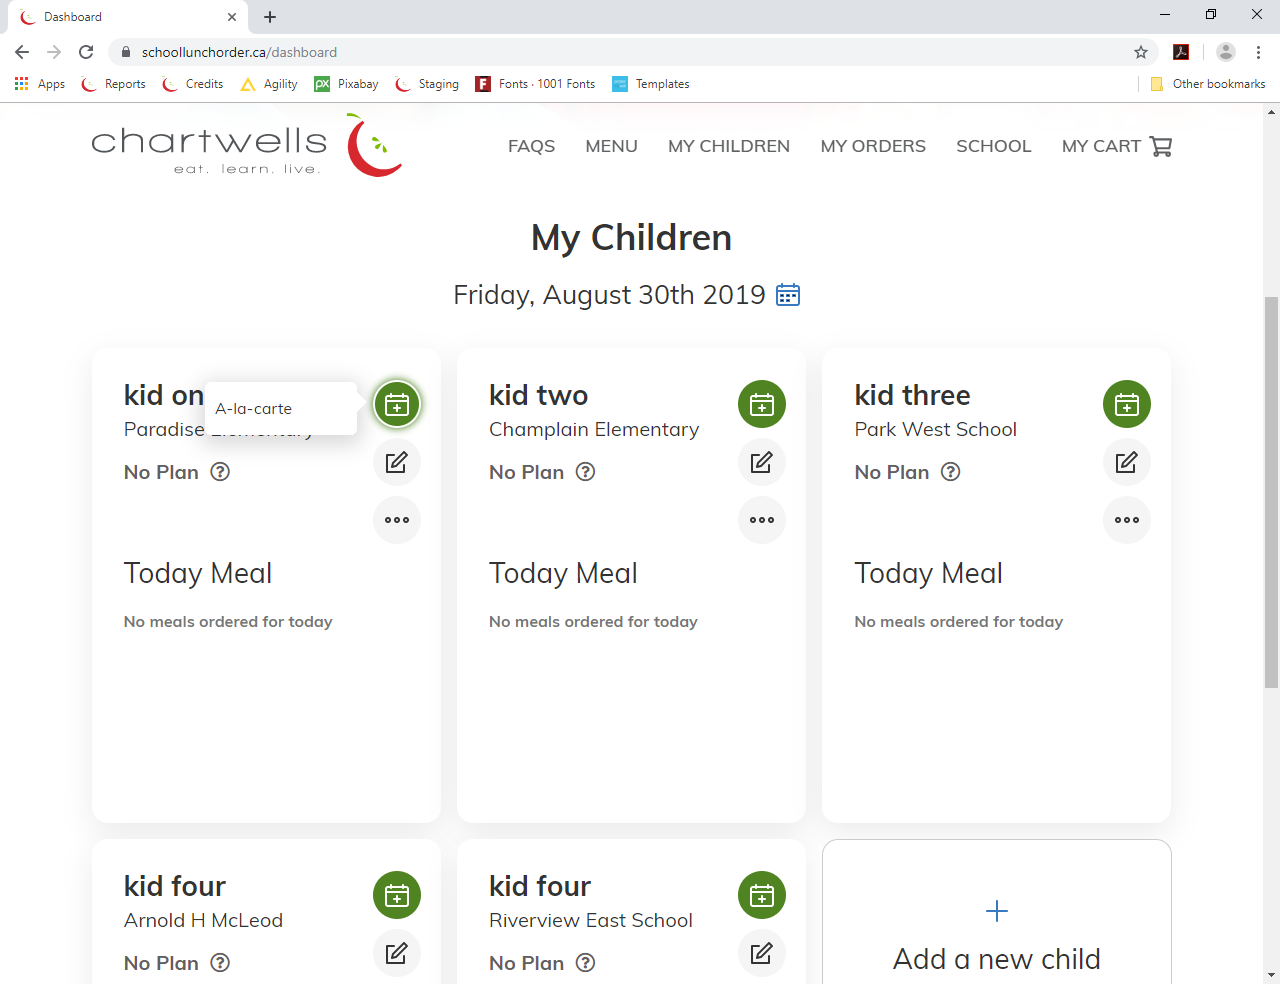 Dashboard
schoollunchorder.ca/dashboard
Apps Reports Credits Agility Pixabay Staging Fonts · 1001 Fonts Templates Other bookmarks
chartwells
eat. learn. live.
FAQS MENU MY CHILDREN MY ORDERS SCHOOL MY CART
My Children
Friday, August 30th 2019
kid on
A-la-carte
Paradise Elementary
No Plan
Today Meal
No meals ordered for today
kid two
Champlain Elementary
No Plan
Today Meal
No meals ordered for today
kid three
Park West School
No Plan
Today Meal
No meals ordered for today
kid four
Arnold H McLeod
No Plan
kid four
Riverview East School
No Plan
Add a new child